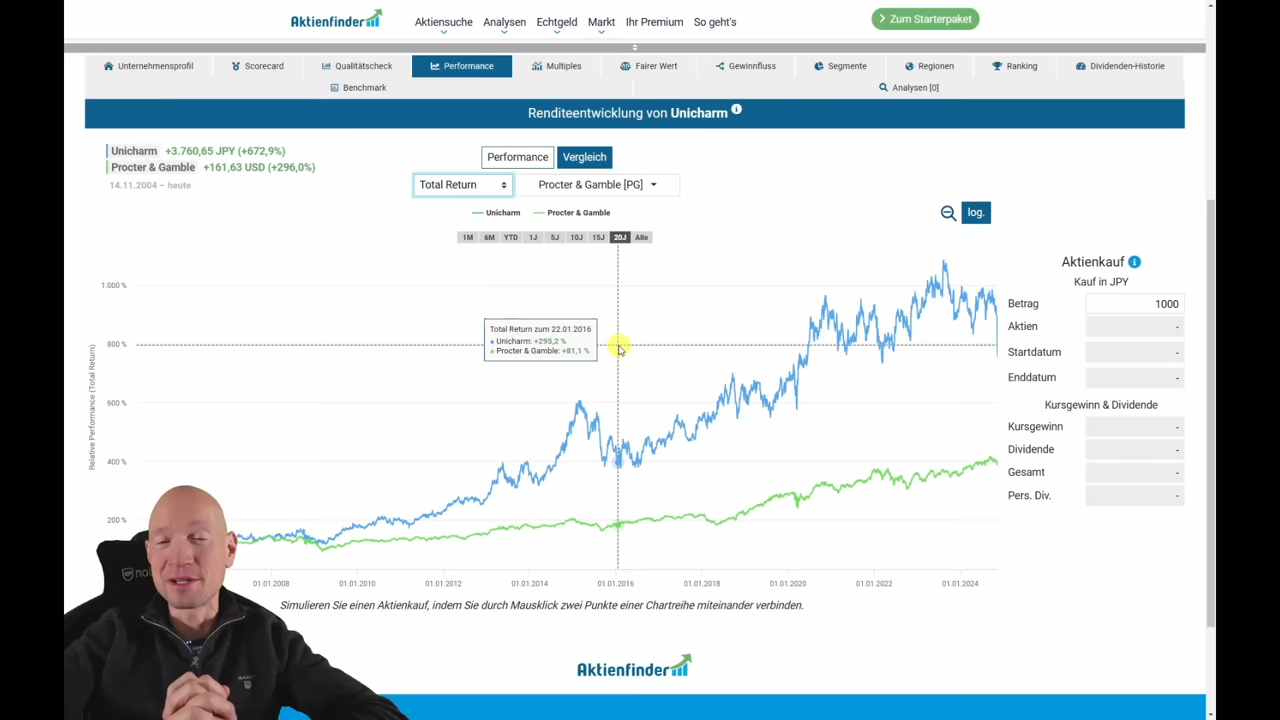 Aktienfinder
Aktiensuche Analysen Echtgeld Markt Ihr Premium So geht's
Zum Starterpaket
Unternehmensprofil Scorecard Qualitätscheck Performance Multiples Fairer Wert Gewinnfluss Segmente Regionen Ranking Dividenden-Historie
Benchmark Analysen [0]
Renditeentwicklung von Unicharm
Unicharm +3.760,65 JPY (+672,9%)
Procter & Gamble +161,63 USD (+296,0%)
14.11.2004 – heute
Performance Vergleich
Total Return Procter & Gamble [PG]
Unicharm Procter & Gamble
log.
1M 6M YTD 1J 5J 10J 15J 20J Alle
Relative Performance (Total Return)
1.000 %
800 %
600 %
400 %
200 %
Total Return zum 22.01.2016
Unicharm: +295,2 %
Procter & Gamble: +81,1 %
01.01.2008 01.01.2010 01.01.2012 01.01.2014 01.01.2016 01.01.2018 01.01.2020 01.01.2022 01.01.2024
Aktienkauf
Kauf in JPY
Betrag 1000
Aktien -
Startdatum -
Enddatum -
Kursgewinn & Dividende
Kursgewinn -
Dividende -
Gesamt -
Pers. Div. -
Simulieren Sie einen Aktienkauf, indem Sie durch Mausklick zwei Punkte einer Chartreihe miteinander verbinden.
Aktienfinder